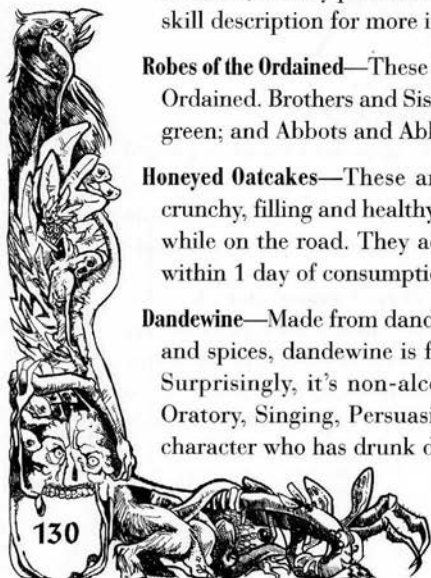 skill description for more i
Robes of the Ordained—These
Ordained. Brothers and Sis
green; and Abbots and Abl
Honeyed Oatcakes—These ar
crunchy, filling and healthy
while on the road. They a
within 1 day of consumptio
Dandewine—Made from dand
and spices, dandewine is f
Surprisingly, it's non-alco
Oratory, Singing, Persuasi
character who has drunk d
130